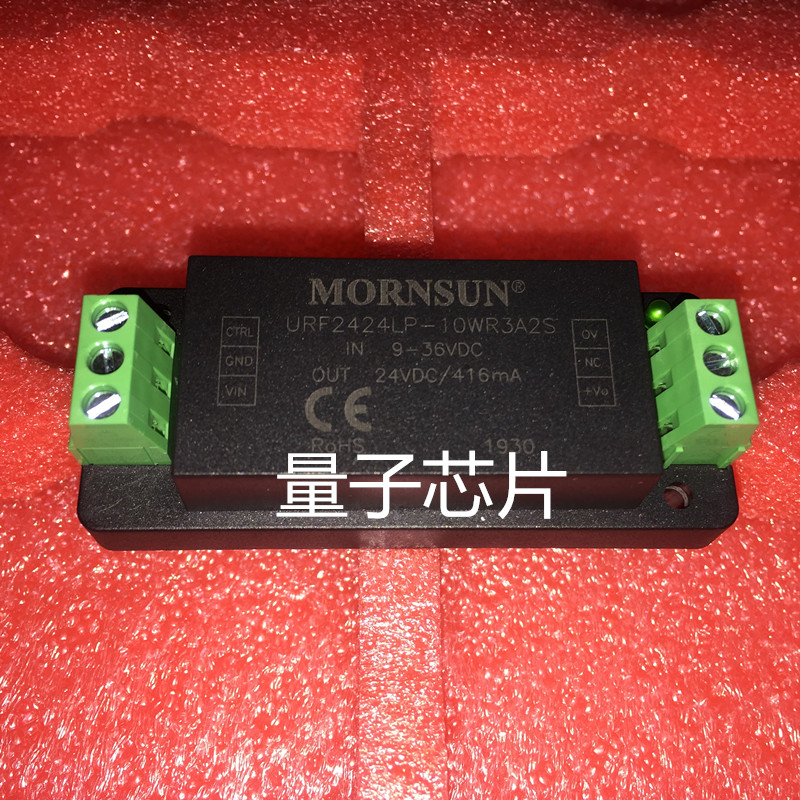 MORNSUN®
URF2424LP-10WR3A2S
IN 9-36VDC
OUT 24VDC/416mA
CTRL
GND
VIN
0V
NC
+Vo
CE
RoHS
1930
量子芯片